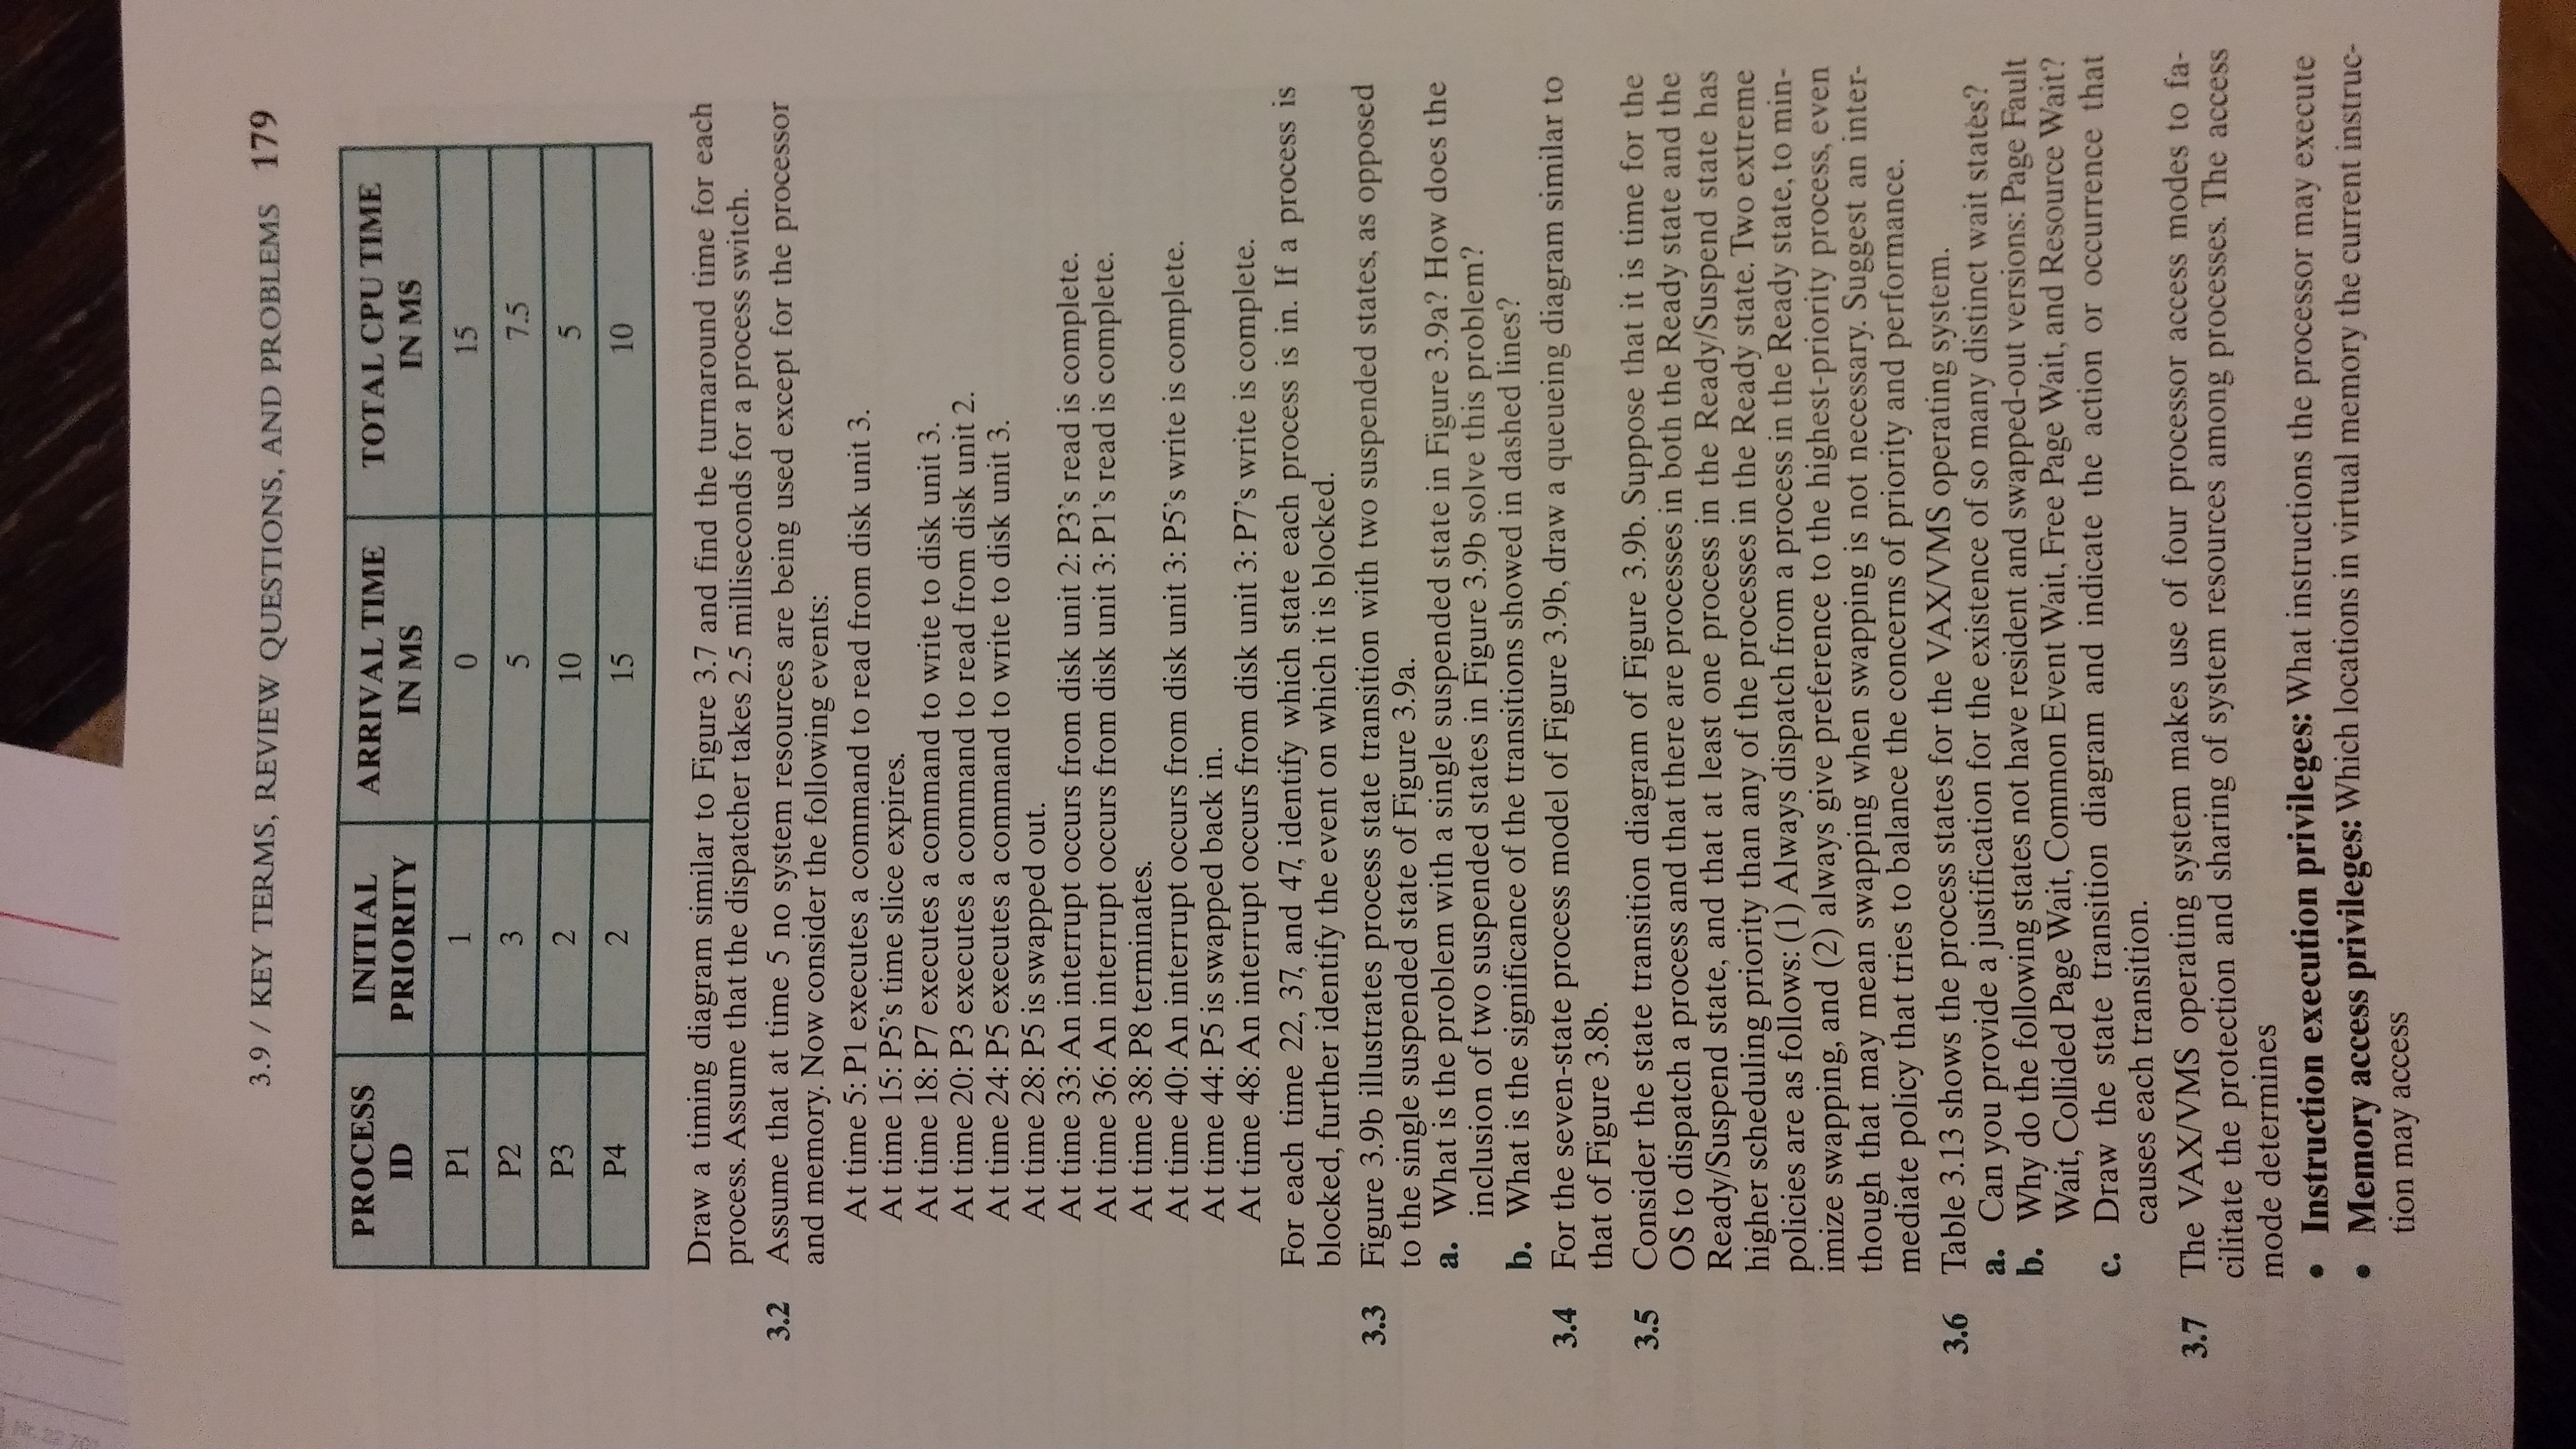 3.9 / KEY TERMS, REVIEW QUESTIONS, AND PROBLEMS 179
PROCESS ID INITIAL PRIORITY ARRIVAL TIME IN MS TOTAL CPU TIME IN MS
P1 1 0 15
P2 3 5 7.5
P3 2 10 5
P4 2 15 10
Draw a timing diagram similar to Figure 3.7 and find the turnaround time for each
process. Assume that the dispatcher takes 2.5 milliseconds for a process switch.
3.2 Assume that at time 5 no system resources are being used except for the processor
and memory. Now consider the following events:
At time 5: P1 executes a command to read from disk unit 3.
At time 15: P5's time slice expires.
At time 18: P7 executes a command to write to disk unit 3.
At time 20: P3 executes a command to read from disk unit 2.
At time 24: P5 executes a command to write to disk unit 3.
At time 28: P5 is swapped out.
At time 33: An interrupt occurs from disk unit 2: P3's read is complete.
At time 36: An interrupt occurs from disk unit 3: P1's read is complete.
At time 38: P8 terminates.
At time 40: An interrupt occurs from disk unit 3: P5's write is complete.
At time 44: P5 is swapped back in.
At time 48: An interrupt occurs from disk unit 3: P7's write is complete.
For each time 22, 37, and 47, identify which state each process is in. If a process is
blocked, further identify the event on which it is blocked.
3.3 Figure 3.9b illustrates process state transition with two suspended states, as opposed
to the single suspended state of Figure 3.9a.
a. What is the problem with a single suspended state in Figure 3.9a? How does the
inclusion of two suspended states in Figure 3.9b solve this problem?
b. What is the significance of the transitions showed in dashed lines?
3.4 For the seven-state process model of Figure 3.9b, draw a queueing diagram similar to
that of Figure 3.8b.
3.5 Consider the state transition diagram of Figure 3.9b. Suppose that it is time for the
OS to dispatch a process and that there are processes in both the Ready state and the
Ready/Suspend state, and that at least one process in the Ready/Suspend state has
higher scheduling priority than any of the processes in the Ready state. Two extreme
policies are as follows: (1) Always dispatch from a process in the Ready state, to min-
imize swapping, and (2) always give preference to the highest-priority process, even
though that may mean swapping when swapping is not necessary. Suggest an inter-
mediate policy that tries to balance the concerns of priority and performance.
3.6 Table 3.13 shows the process states for the VAX/VMS operating system.
a. Can you provide a justification for the existence of so many distinct wait states?
b. Why do the following states not have resident and swapped-out versions: Page Fault
Wait, Collided Page Wait, Common Event Wait, Free Page Wait, and Resource Wait?
c. Draw the state transition diagram and indicate the action or occurrence that
causes each transition.
3.7 The VAX/VMS operating system makes use of four processor access modes to fa-
cilitate the protection and sharing of system resources among processes. The access
mode determines
• Instruction execution privileges: What instructions the processor may execute
• Memory access privileges: Which locations in virtual memory the current instruc-
tion may access